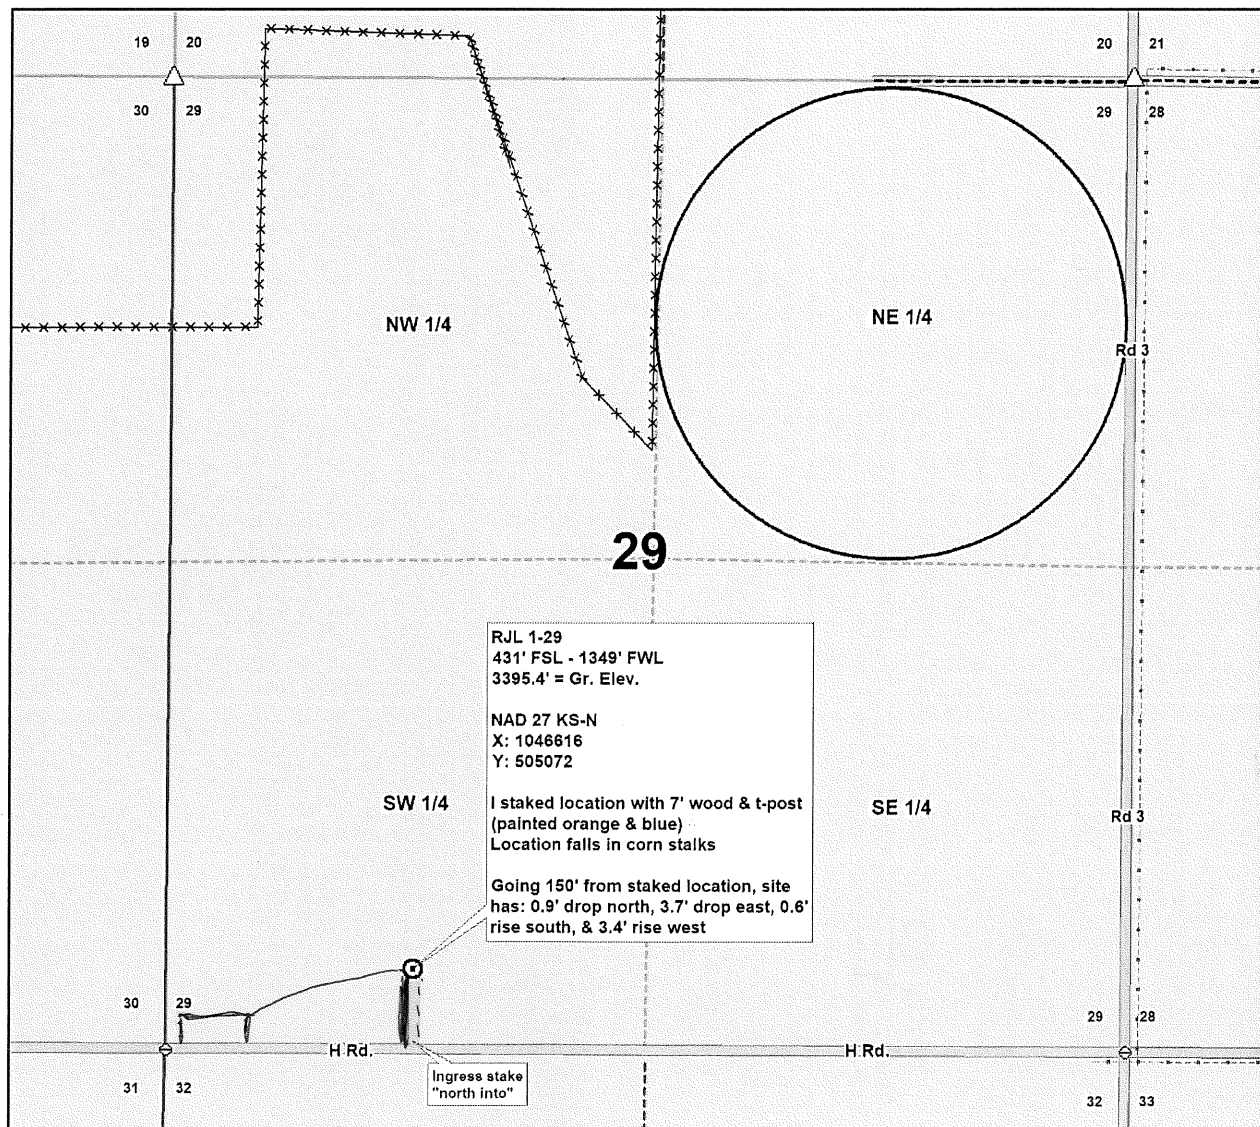 19 20
20 21
30 29
29 28
NW 1/4
NE 1/4
Rd 3
29
RJL 1-29
431' FSL - 1349' FWL
3395.4' = Gr. Elev.
NAD 27 KS-N
X: 1046616
Y: 505072
I staked location with 7' wood & t-post
(painted orange & blue)
Location falls in corn stalks
Going 150' from staked location, site
has: 0.9' drop north, 3.7' drop east, 0.6'
rise south, & 3.4' rise west
SW 1/4
SE 1/4
Rd 3
30 29
29 28
H Rd.
H Rd.
Ingress stake
"north into"
31 32
32 33